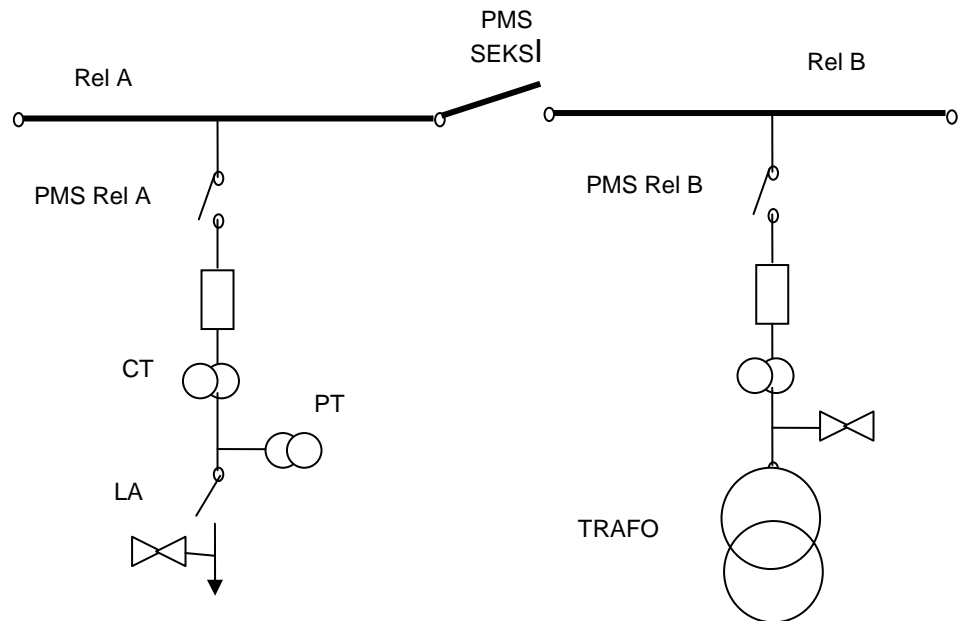 PMS
SEKSI
Rel A
Rel B
PMS Rel A
PMS Rel B
CT
PT
LA
TRAFO